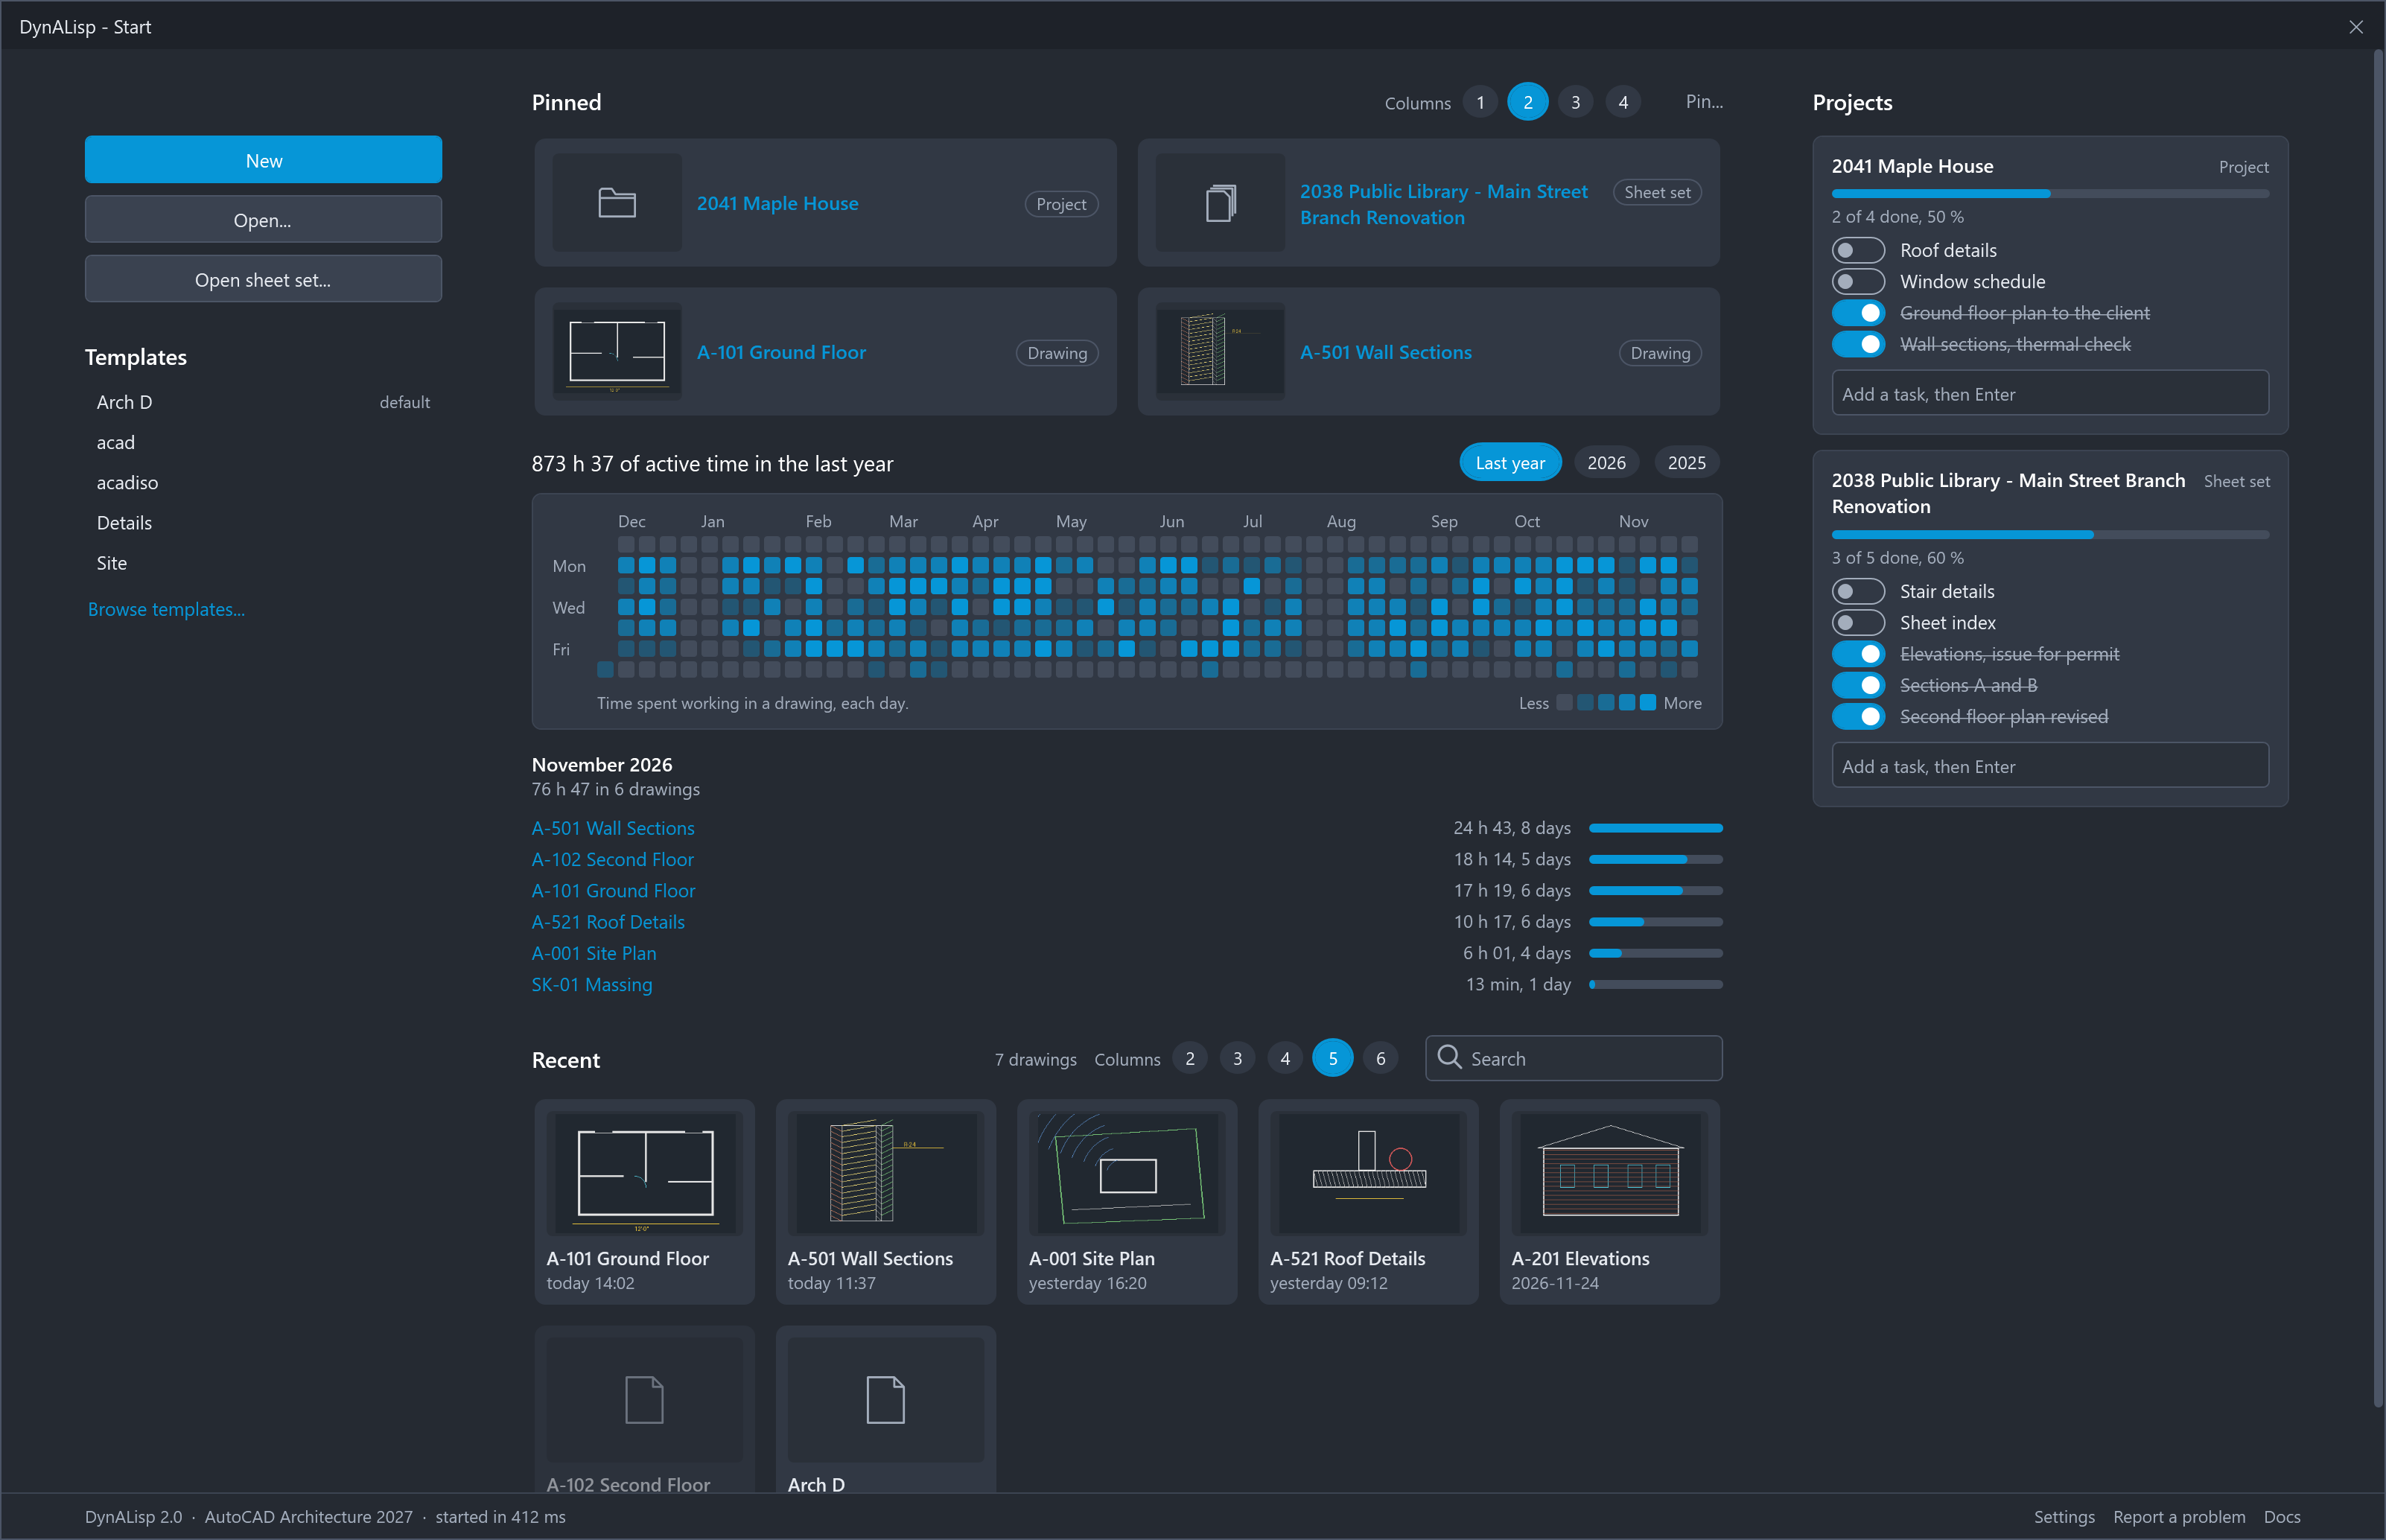 DynALisp - Start
New
Open...
Open sheet set...
Templates
Arch D default
acad
acadiso
Details
Site
Browse templates...
Pinned Columns 1 2 3 4 Pin...
2041 Maple House Project
2038 Public Library - Main Street
Branch Renovation
Sheet set
A-101 Ground Floor Drawing
A-501 Wall Sections Drawing
12'0"
R-24
873 h 37 of active time in the last year Last year 2026 2025
Dec Jan Feb Mar Apr May Jun Jul Aug Sep Oct Nov
Mon
Wed
Fri
Time spent working in a drawing, each day. Less More
November 2026
76 h 47 in 6 drawings
A-501 Wall Sections 24 h 43, 8 days
A-102 Second Floor 18 h 14, 5 days
A-101 Ground Floor 17 h 19, 6 days
A-521 Roof Details 10 h 17, 6 days
A-001 Site Plan 6 h 01, 4 days
SK-01 Massing 13 min, 1 day
Recent 7 drawings Columns 2 3 4 5 6 Search
12'0"
R-24
A-101 Ground Floor
today 14:02
A-501 Wall Sections
today 11:37
A-001 Site Plan
yesterday 16:20
A-521 Roof Details
yesterday 09:12
A-201 Elevations
2026-11-24
A-102 Second Floor
Arch D
Projects
2041 Maple House Project
2 of 4 done, 50 %
Roof details
Window schedule
Ground floor plan to the client
Wall sections, thermal check
Add a task, then Enter
2038 Public Library - Main Street Branch Sheet set
Renovation
3 of 5 done, 60 %
Stair details
Sheet index
Elevations, issue for permit
Sections A and B
Second floor plan revised
Add a task, then Enter
DynALisp 2.0 · AutoCAD Architecture 2027 · started in 412 ms
Settings Report a problem Docs